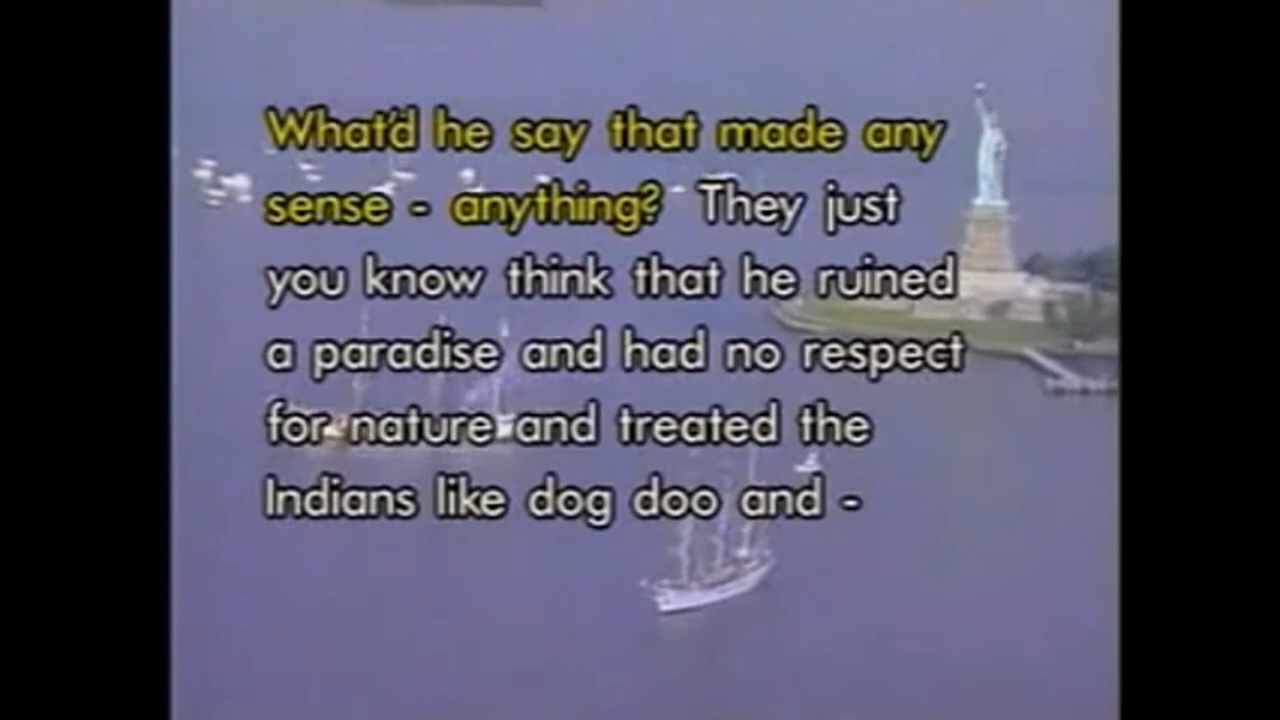 What'd he say that made any
sense - anything? They just
you know think that he ruined
a paradise and had no respect
for nature and treated the
Indians like dog doo and -